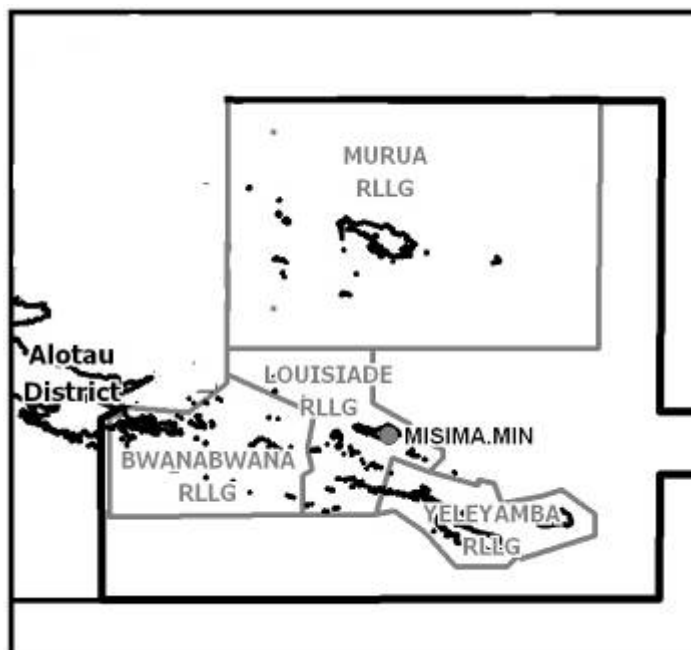 MURUA
RLLG
Alotau
District
LOUISIADE
RLLG
MISIMA.MIN
BWANABWANA
RLLG
YELEYAMBA
RLLG